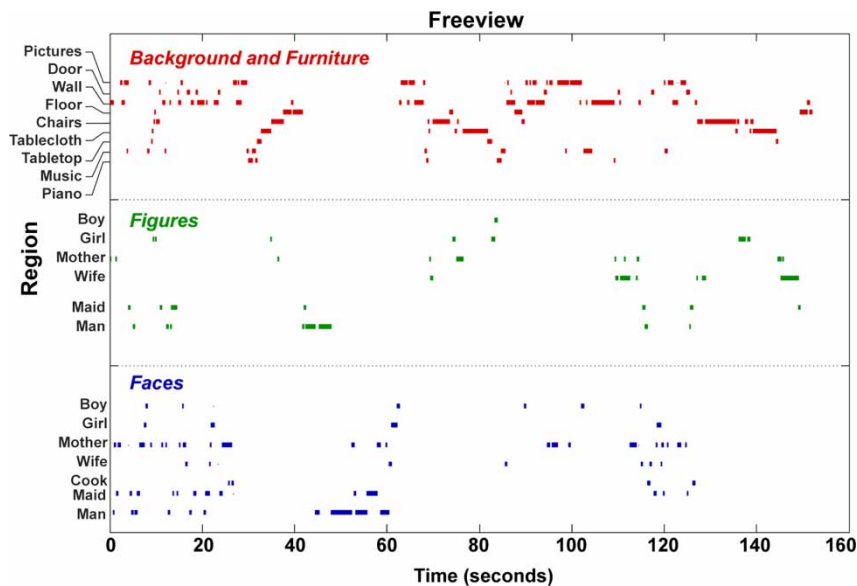 Freeview
Background and Furniture
Pictures
Door
Wall
Floor
Chairs
Tablecloth
Tabletop
Music
Piano
Region
Figures
Boy
Girl
Mother
Wife
Maid
Man
Faces
Boy
Girl
Mother
Wife
Cook
Maid
Man
0 20 40 60 80 100 120 140 160
Time (seconds)